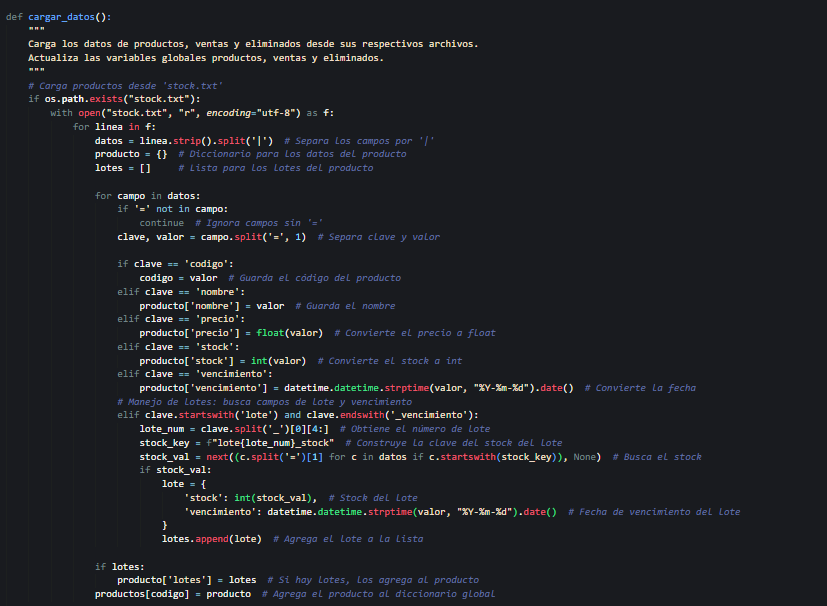 def cargar_datos():
    """
    Carga los datos de productos, ventas y eliminados desde sus respectivos archivos.
    Actualiza las variables globales productos, ventas y eliminados.
    """
    # Carga productos desde 'stock.txt'
    if os.path.exists("stock.txt"):
        with open("stock.txt", "r", encoding="utf-8") as f:
            for linea in f:
                datos = linea.strip().split('|')  # Separa los campos por '|'
                producto = {}  # Diccionario para los datos del producto
                lotes = []     # Lista para los lotes del producto

                for campo in datos:
                    if '=' not in campo:
                        continue  # Ignora campos sin '='
                    clave, valor = campo.split('=', 1)  # Separa clave y valor

                    if clave == 'codigo':
                        codigo = valor  # Guarda el código del producto
                    elif clave == 'nombre':
                        producto['nombre'] = valor  # Guarda el nombre
                    elif clave == 'precio':
                        producto['precio'] = float(valor)  # Convierte el precio a float
                    elif clave == 'stock':
                        producto['stock'] = int(valor)  # Convierte el stock a int
                    elif clave == 'vencimiento':
                        producto['vencimiento'] = datetime.datetime.strptime(valor, "%Y-%m-%d").date()  # Convierte la fecha
                    # Manejo de lotes: busca campos de lote y vencimiento
                    elif clave.startswith('lote') and clave.endswith('_vencimiento'):
                        lote_num = clave.split('_')[0][4:]  # Obtiene el número de lote
                        stock_key = f"lote{lote_num}_stock"  # Construye la clave del stock del lote
                        stock_val = next((c.split('=')[1] for c in datos if c.startswith(stock_key)), None)  # Busca el stock
                        if stock_val:
                            lote = {
                                'stock': int(stock_val),  # Stock del lote
                                'vencimiento': datetime.datetime.strptime(valor, "%Y-%m-%d").date()  # Fecha de vencimiento del lote
                            }
                            lotes.append(lote)  # Agrega el lote a la lista

                if lotes:
                    producto['lotes'] = lotes  # Si hay lotes, los agrega al producto
                productos[codigo] = producto  # Agrega el producto al diccionario global